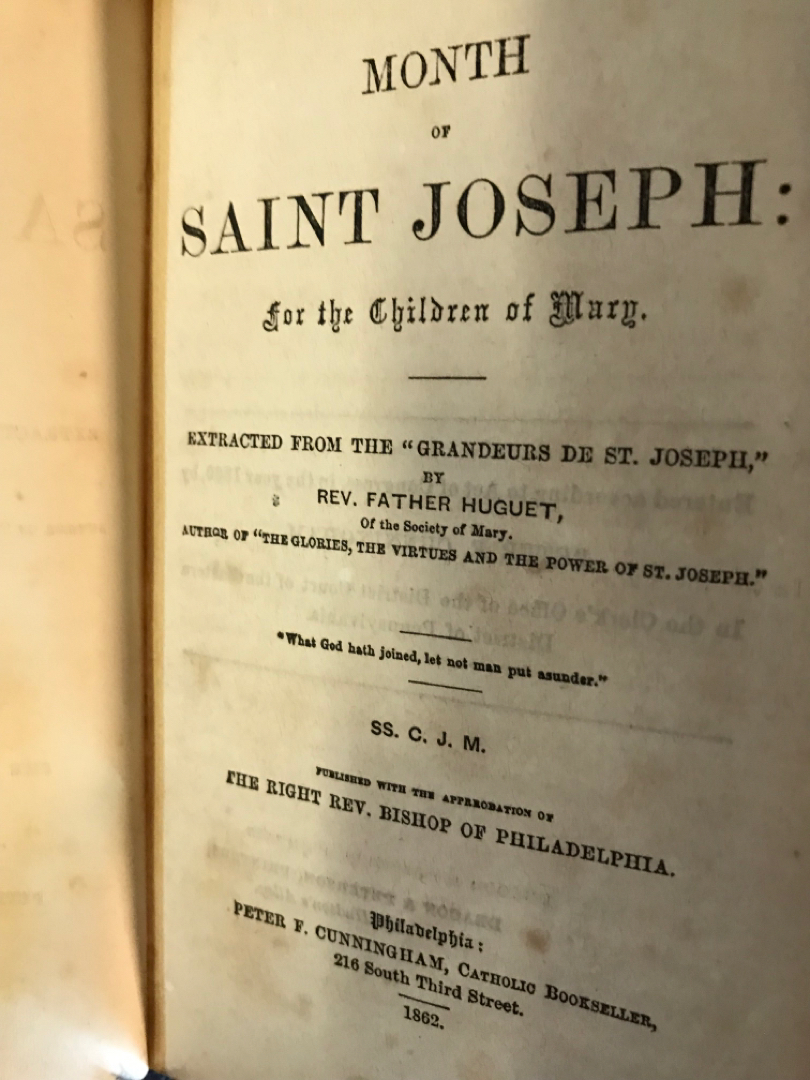 MONTH
OF
SAINT JOSEPH:
For the Children of Mary.
EXTRACTED FROM THE “GRANDEURS DE ST. JOSEPH,”
BY
REV. FATHER HUGUET,
Of the Society of Mary.
AUTHOR OF “THE GLORIES, THE VIRTUES AND THE POWER OF ST. JOSEPH.”
“What God hath joined, let not man put asunder.”
SS. C. J. M.
PUBLISHED WITH THE APPROBATION OF
THE RIGHT REV. BISHOP OF PHILADELPHIA.
Philadelphia:
PETER F. CUNNINGHAM, CATHOLIC BOOKSELLER,
216 South Third Street.
1862.